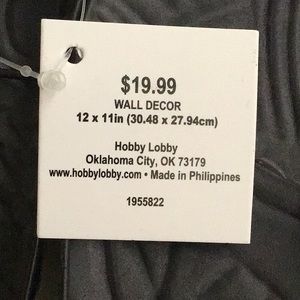 $19.99
WALL DECOR
12 x 11in (30.48 x 27.94cm)
Hobby Lobby
Oklahoma City, OK 73179
www.hobbylobby.com • Made in Philippines
1955822